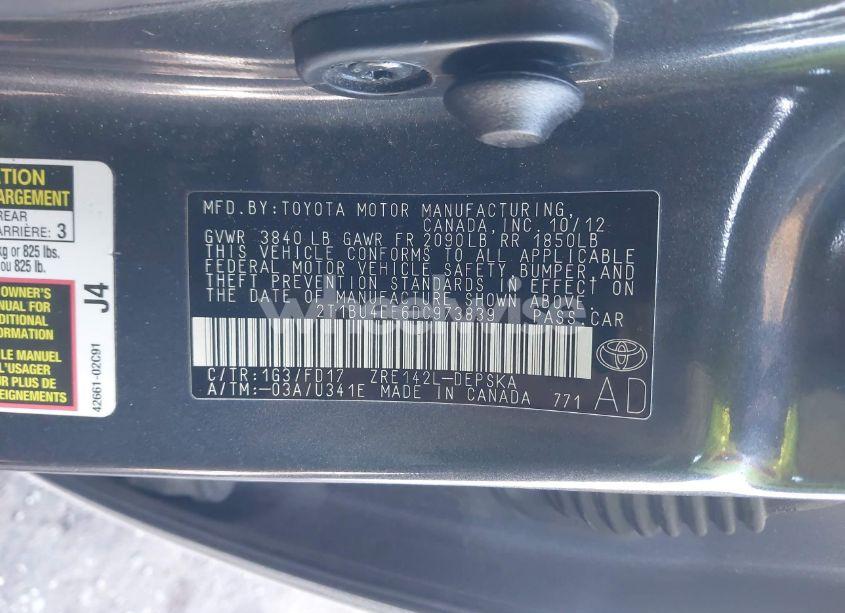 TION
ARGEMENT
REAR
ARRIÈRE: 3
kg or 825 lbs.
ou 825 lb.
OWNER'S
NUAL FOR
DITIONAL
ORMATION
LE MANUEL
R POUR
PLUS DE
EIGNEMENTS
J4
42661-02C91
MFD.BY:TOYOTA MOTOR MANUFACTURING,
CANADA,INC. 10/12
GVWR 3840 LB GAWR FR 2090LB RR 1850LB
THIS VEHICLE CONFORMS TO ALL APPLICABLE
FEDERAL MOTOR VEHICLE SAFETY, BUMPER,AND
THEFT PREVENTION STANDARDS IN EFFECT ON
THE DATE OF MANUFACTURE SHOWN ABOVE
2T1BU4EE6DC973839 PASS.CAR
C/TR:1G3/FD17 ZRE142L-DEPSKA
A/TM:-03A/U341E MADE IN CANADA 771
AD